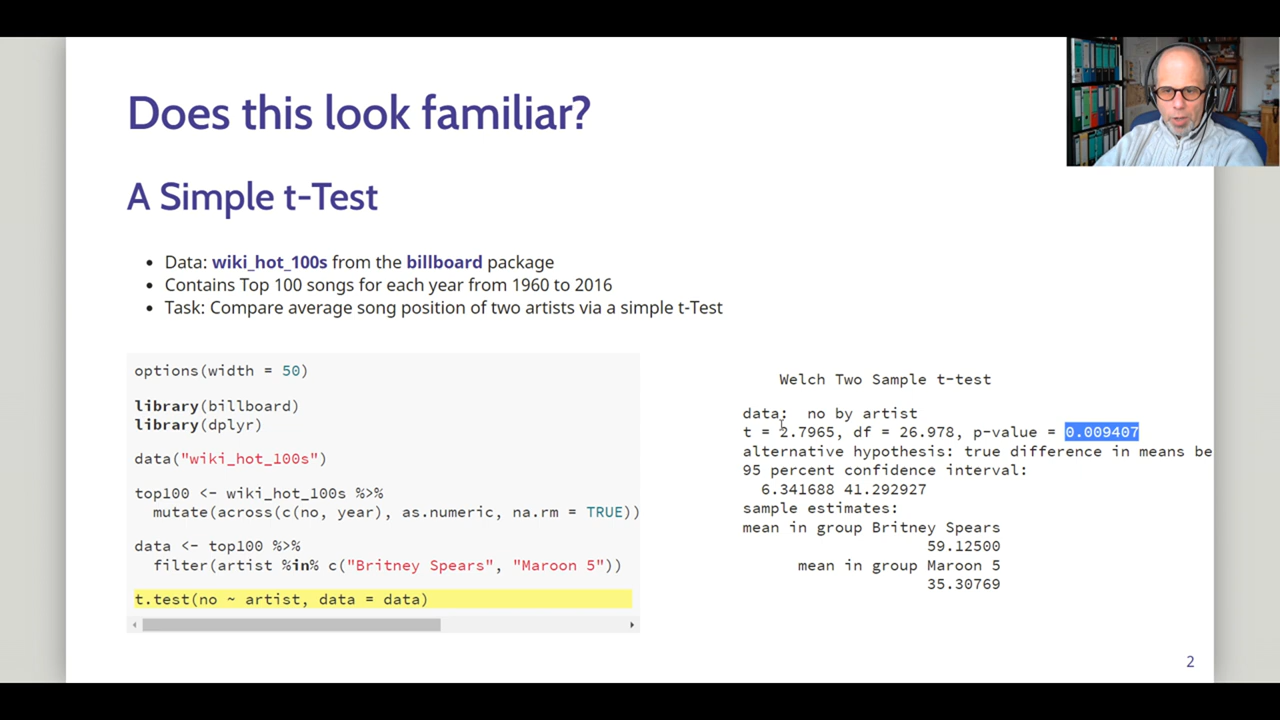 Does this look familiar?
A Simple t-Test
• Data: wiki_hot_100s from the billboard package
• Contains Top 100 songs for each year from 1960 to 2016
• Task: Compare average song position of two artists via a simple t-Test
options(width = 50)
library(billboard)
library(dplyr)
data("wiki_hot_100s")
top100 <- wiki_hot_100s %>%
  mutate(across(c(no, year), as.numeric, na.rm = TRUE))
data <- top100 %>%
  filter(artist %in% c("Britney Spears", "Maroon 5"))
t.test(no ~ artist, data = data)
Welch Two Sample t-test
data:  no by artist
t = 2.7965, df = 26.978, p-value = 0.009407
alternative hypothesis: true difference in means be
95 percent confidence interval:
6.341688 41.292927
sample estimates:
mean in group Britney Spears
59.12500
mean in group Maroon 5
35.30769
2